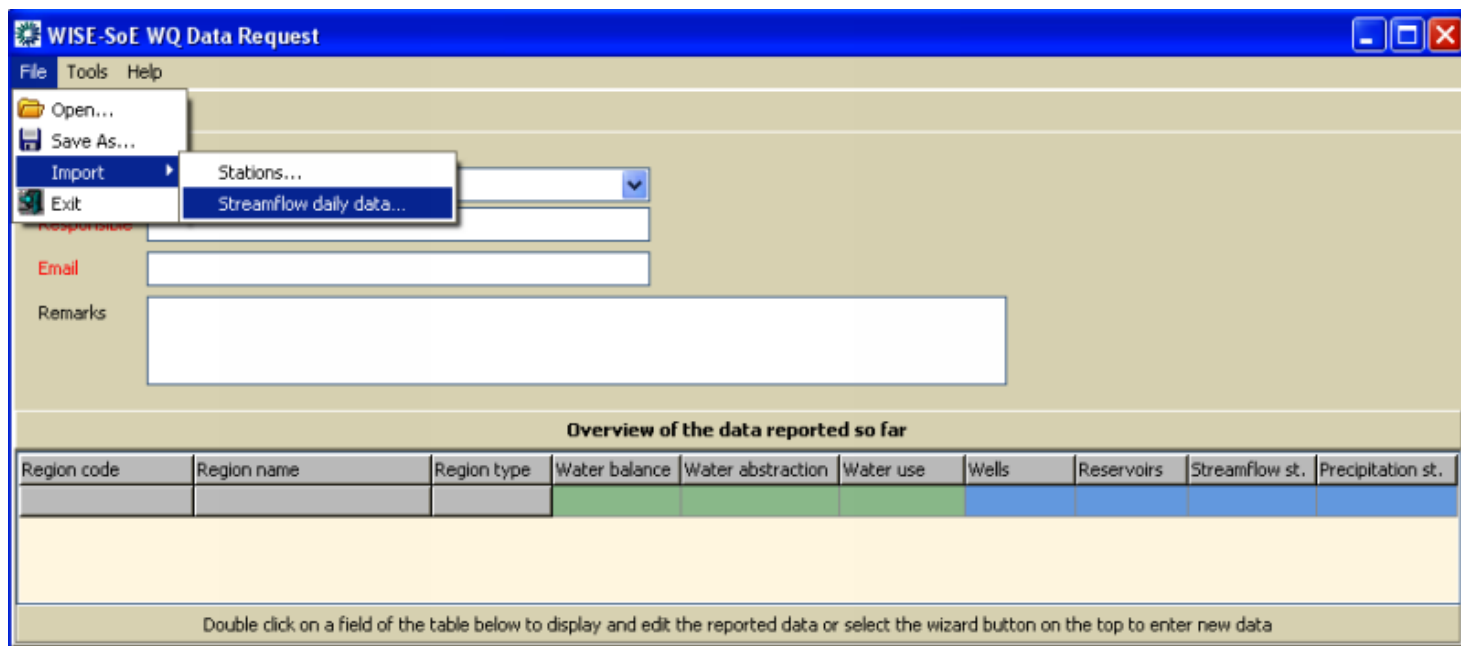 WISE-SoE WQ Data Request
File Tools Help
Open...
Save As...
Import
Stations...
Exit
Streamflow daily data...
Responsible
Email
Remarks
Overview of the data reported so far
Region code Region name Region type Water balance Water abstraction Water use Wells Reservoirs Streamflow st. Precipitation st.
Double click on a field of the table below to display and edit the reported data or select the wizard button on the top to enter new data